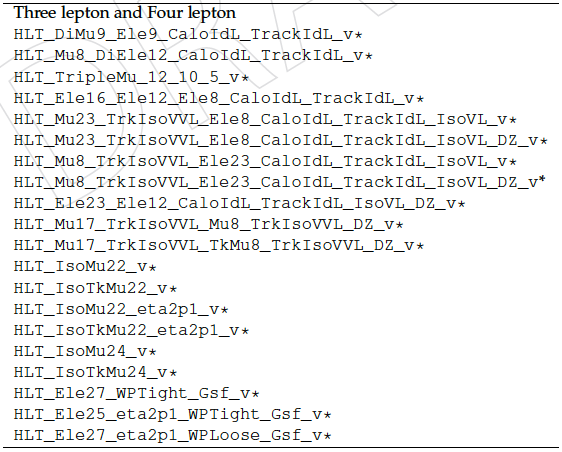 Three lepton and Four lepton
HLT_DiMu9_Ele9_CaloIdL_TrackIdL_v*
HLT_Mu8_DiEle12_CaloIdL_TrackIdL_v*
HLT_TripleMu_12_10_5_v*
HLT_Ele16_Ele12_Ele8_CaloIdL_TrackIdL_v*
HLT_Mu23_TrkIsoVVL_Ele8_CaloIdL_TrackIdL_IsoVL_v*
HLT_Mu23_TrkIsoVVL_Ele8_CaloIdL_TrackIdL_IsoVL_DZ_v*
HLT_Mu8_TrkIsoVVL_Ele23_CaloIdL_TrackIdL_IsoVL_v*
HLT_Mu8_TrkIsoVVL_Ele23_CaloIdL_TrackIdL_IsoVL_DZ_v*
HLT_Ele23_Ele12_CaloIdL_TrackIdL_IsoVL_DZ_v*
HLT_Mu17_TrkIsoVVL_Mu8_TrkIsoVVL_DZ_v*
HLT_Mu17_TrkIsoVVL_TkMu8_TrkIsoVVL_DZ_v*
HLT_IsoMu22_v*
HLT_IsoTkMu22_v*
HLT_IsoMu22_eta2p1_v*
HLT_IsoTkMu22_eta2p1_v*
HLT_IsoMu24_v*
HLT_IsoTkMu24_v*
HLT_Ele27_WPTight_Gsf_v*
HLT_Ele25_eta2p1_WPTight_Gsf_v*
HLT_Ele27_eta2p1_WPLoose_Gsf_v*